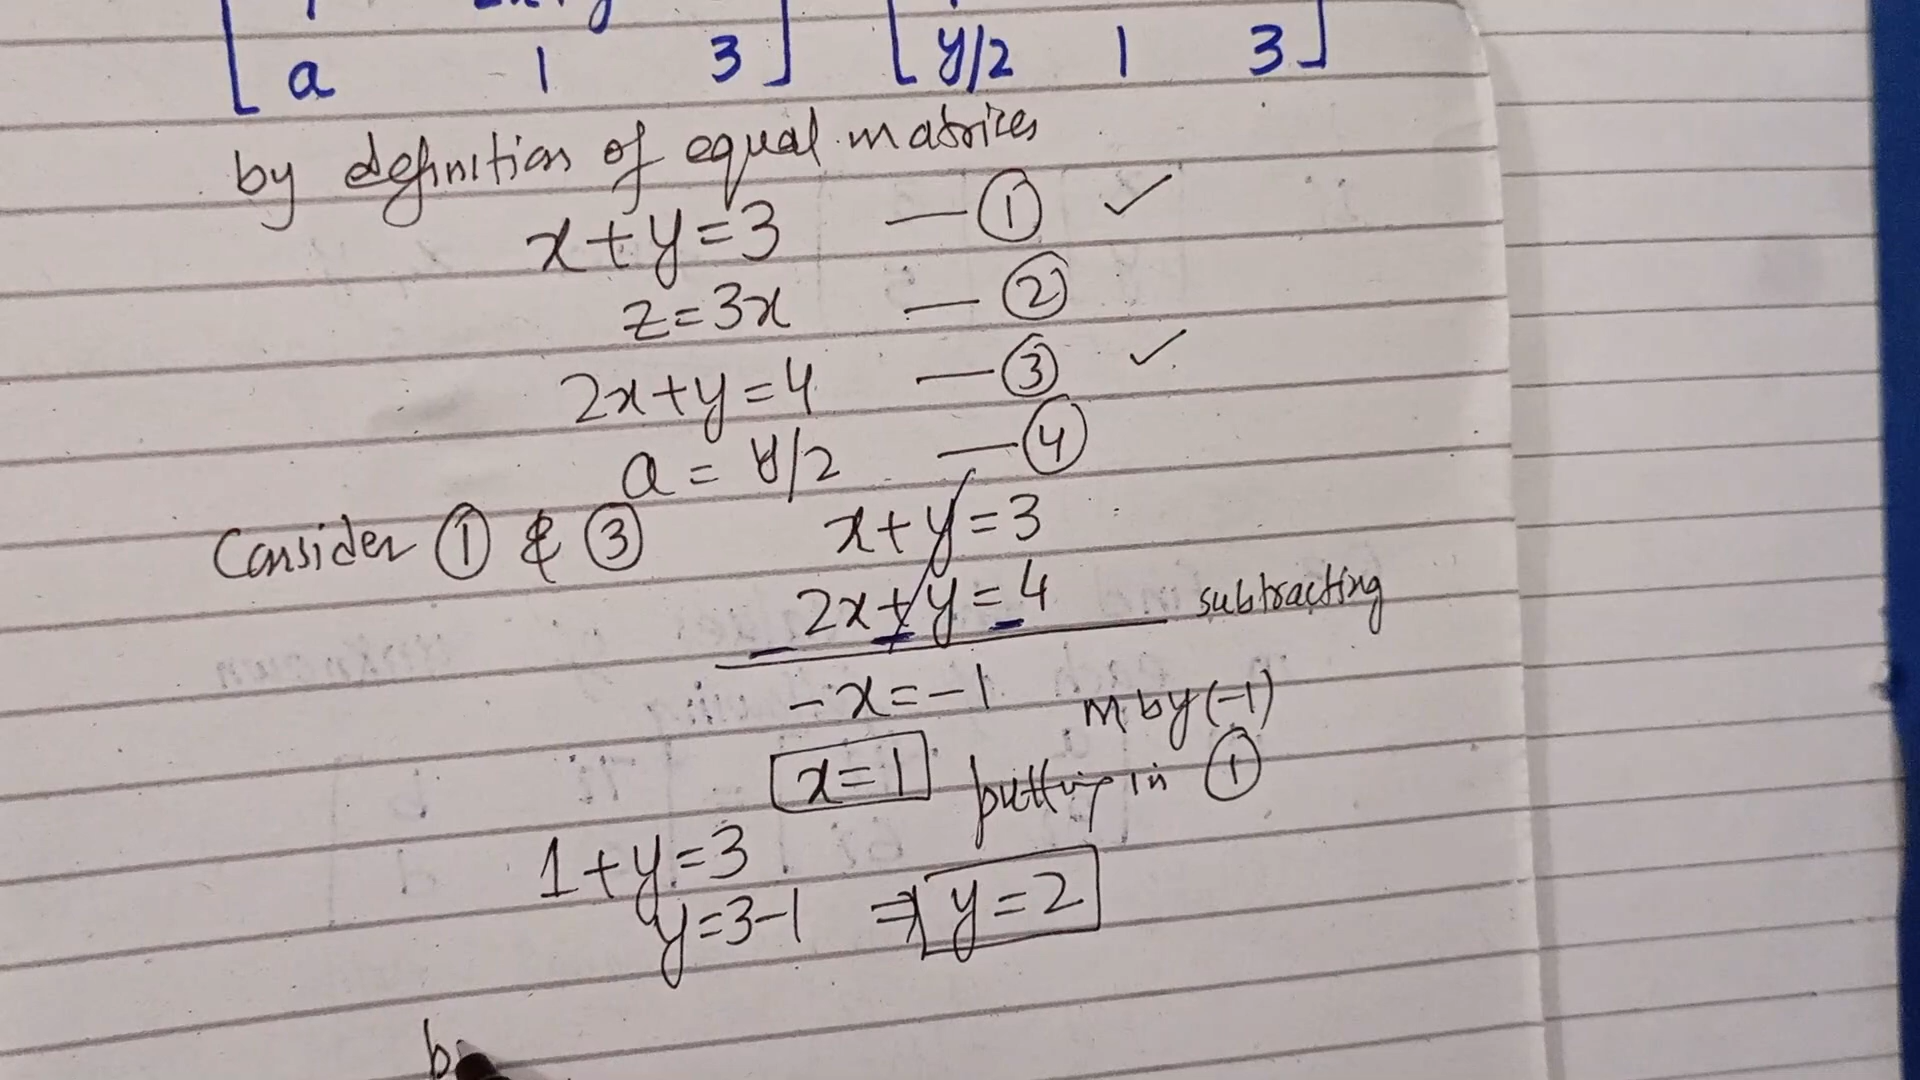 a 1 3 y/2 1 3
by definition of equal matrices
x+y=3 — ①
z=3x — ②
2x+y=4 — ③
a = y/2 — ④
Consider ① & ③ x+y=3
2x+y=4 subtracting
-x=-1 m by (-1)
x=1 putting in ①
1+y=3
y=3-1 ⇒ y=2
b